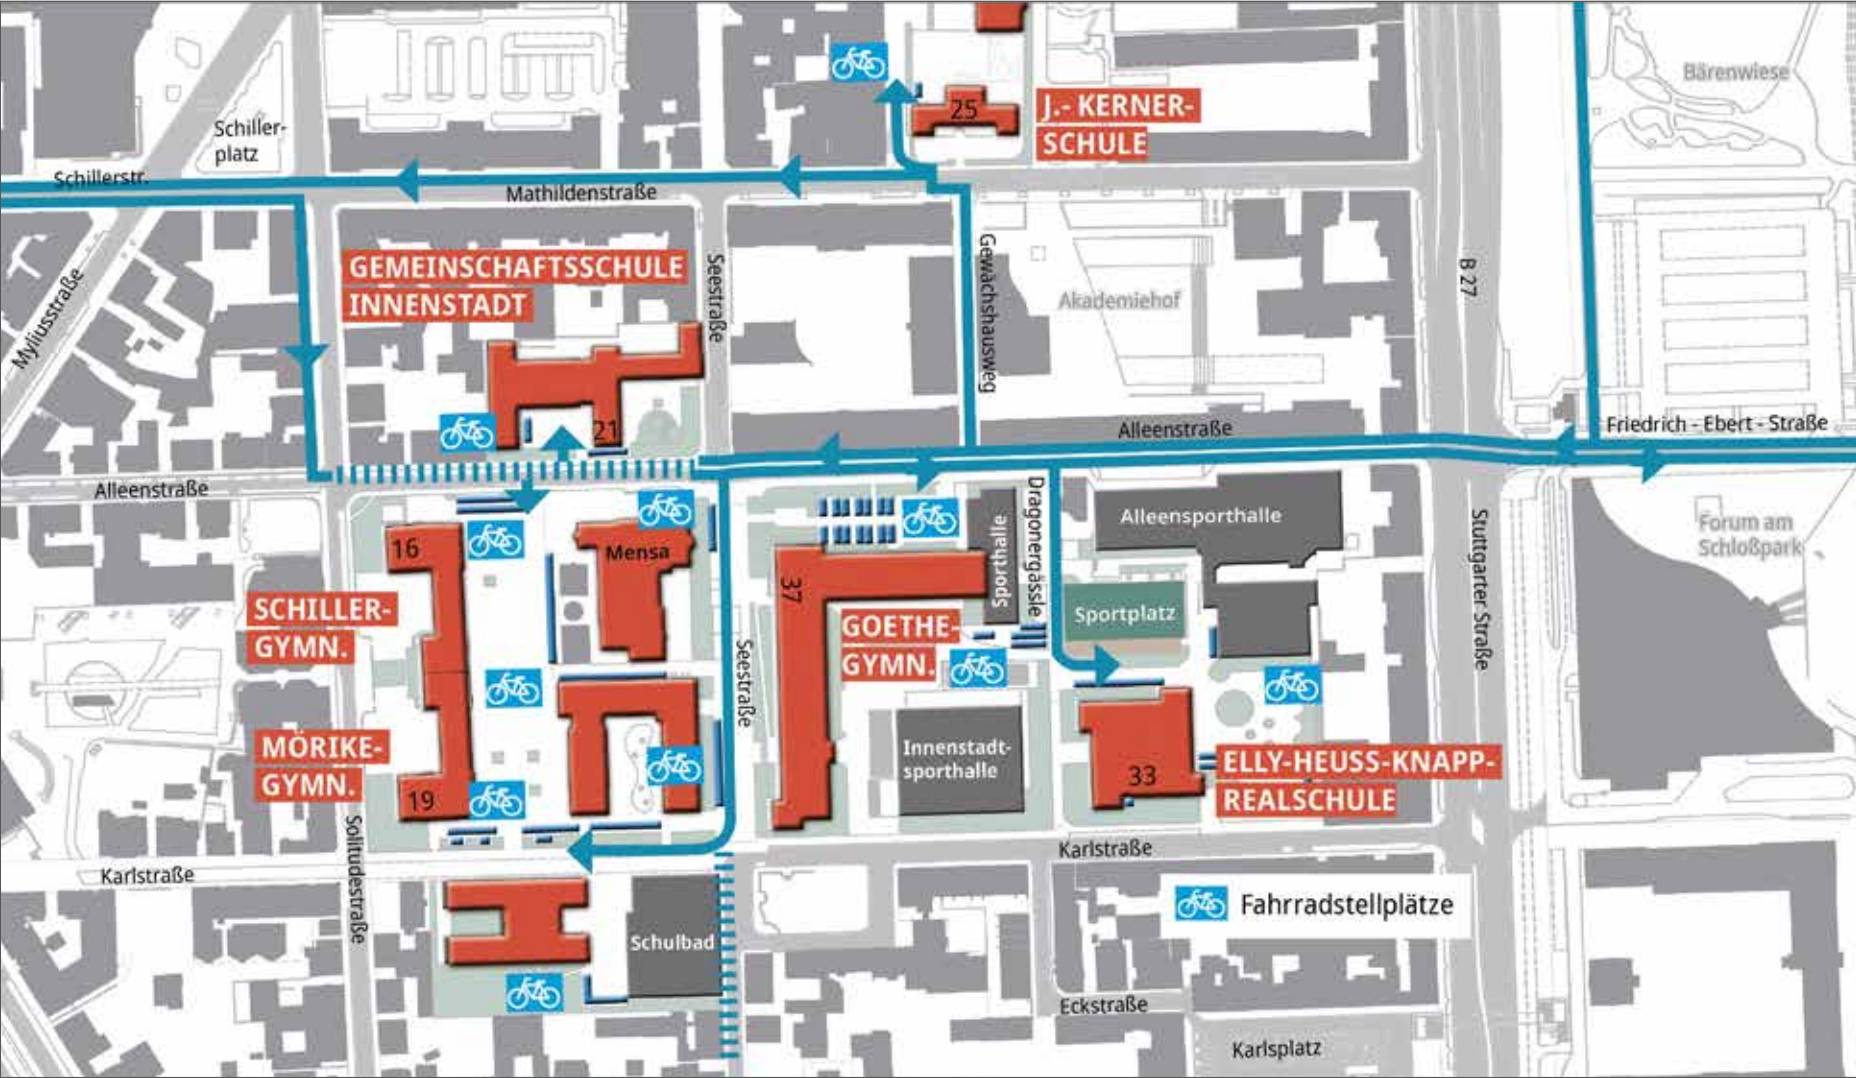 Bärenwiese
25
J.- KERNER-
SCHULE
Schiller-
platz
Schillerstr.
Mathildenstraße
GEMEINSCHAFTSSCHULE
INNENSTADT
Seestraße
Gewächshausweg
Akademiehof
B 27
Myliusstraße
21
Alleenstraße
Friedrich - Ebert - Straße
Alleenstraße
16
Mensa
37
Sporthalle
Dragonergässle
Alleensporthalle
Stuttgarter Straße
Forum am
Schloßpark
SCHILLER-
GYMN.
GOETHE-
GYMN.
Sportplatz
Seestraße
MÖRIKE-
GYMN.
19
Innenstadt-
sporthalle
33
ELLY-HEUSS-KNAPP-
REALSCHULE
Solitudestraße
Karlstraße
Karlstraße
Fahrradstellplätze
Schulbad
Eckstraße
Karlsplatz